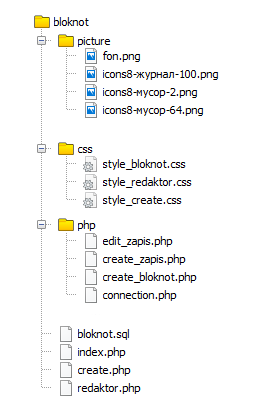 bloknot
picture
fon.png
icons8-журнал-100.png
icons8-мусор-2.png
icons8-мусор-64.png
css
style_bloknot.css
style_redaktor.css
style_create.css
php
edit_zapis.php
create_zapis.php
create_bloknot.php
connection.php
bloknot.sql
index.php
create.php
redaktor.php